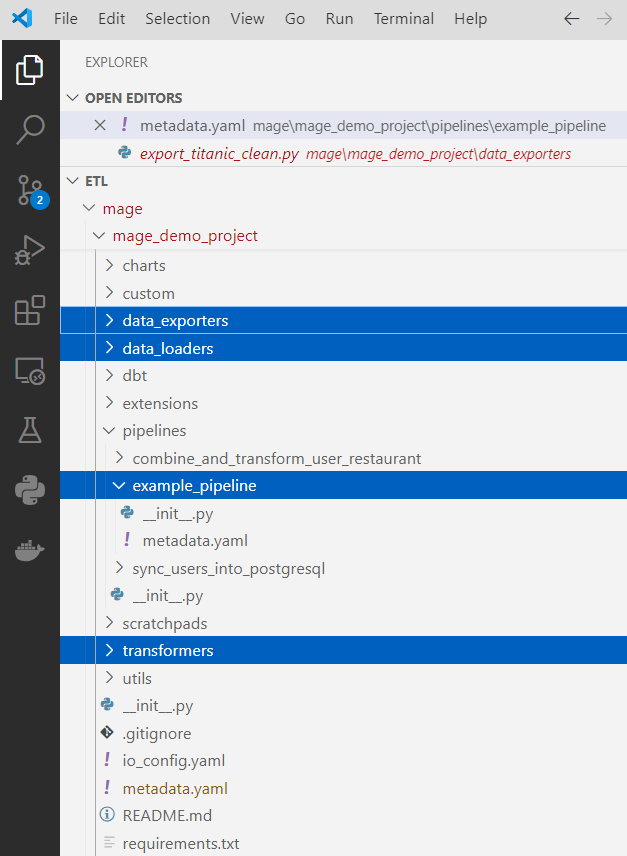 File Edit Selection View Go Run Terminal Help
EXPLORER
OPEN EDITORS
metadata.yaml mage\mage_demo_project\pipelines\example_pipeline
export_titanic_clean.py mage\mage_demo_project\data_exporters
ETL
2
mage
mage_demo_project
charts
custom
data_exporters
data_loaders
dbt
extensions
pipelines
combine_and_transform_user_restaurant
example_pipeline
__init__.py
metadata.yaml
sync_users_into_postgresql
__init__.py
scratchpads
transformers
utils
__init__.py
.gitignore
io_config.yaml
metadata.yaml
README.md
requirements.txt